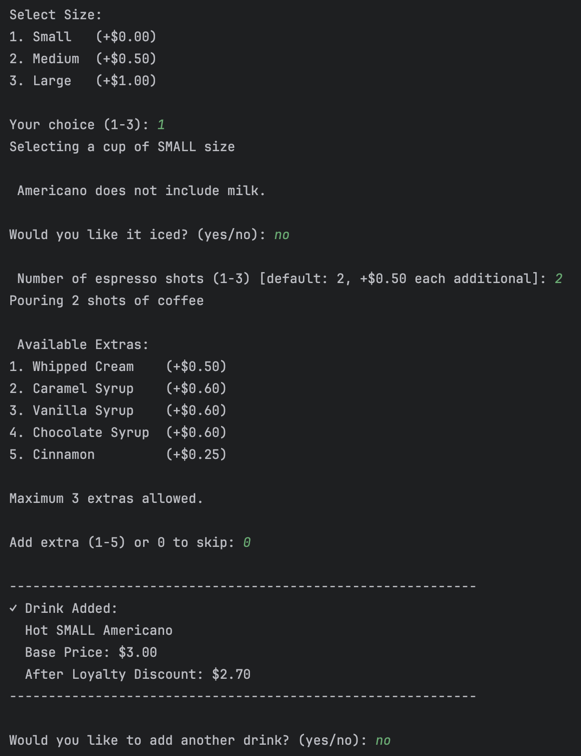 Select Size:
1. Small   (+$0.00)
2. Medium  (+$0.50)
3. Large   (+$1.00)
Your choice (1-3): 1
Selecting a cup of SMALL size
Americano does not include milk.
Would you like it iced? (yes/no): no
Number of espresso shots (1-3) [default: 2, +$0.50 each additional]: 2
Pouring 2 shots of coffee
Available Extras:
1. Whipped Cream    (+$0.50)
2. Caramel Syrup    (+$0.60)
3. Vanilla Syrup    (+$0.60)
4. Chocolate Syrup  (+$0.60)
5. Cinnamon         (+$0.25)
Maximum 3 extras allowed.
Add extra (1-5) or 0 to skip: 0
------------------------------------------------------------
✓ Drink Added:
Hot SMALL Americano
Base Price: $3.00
After Loyalty Discount: $2.70
------------------------------------------------------------
Would you like to add another drink? (yes/no): no